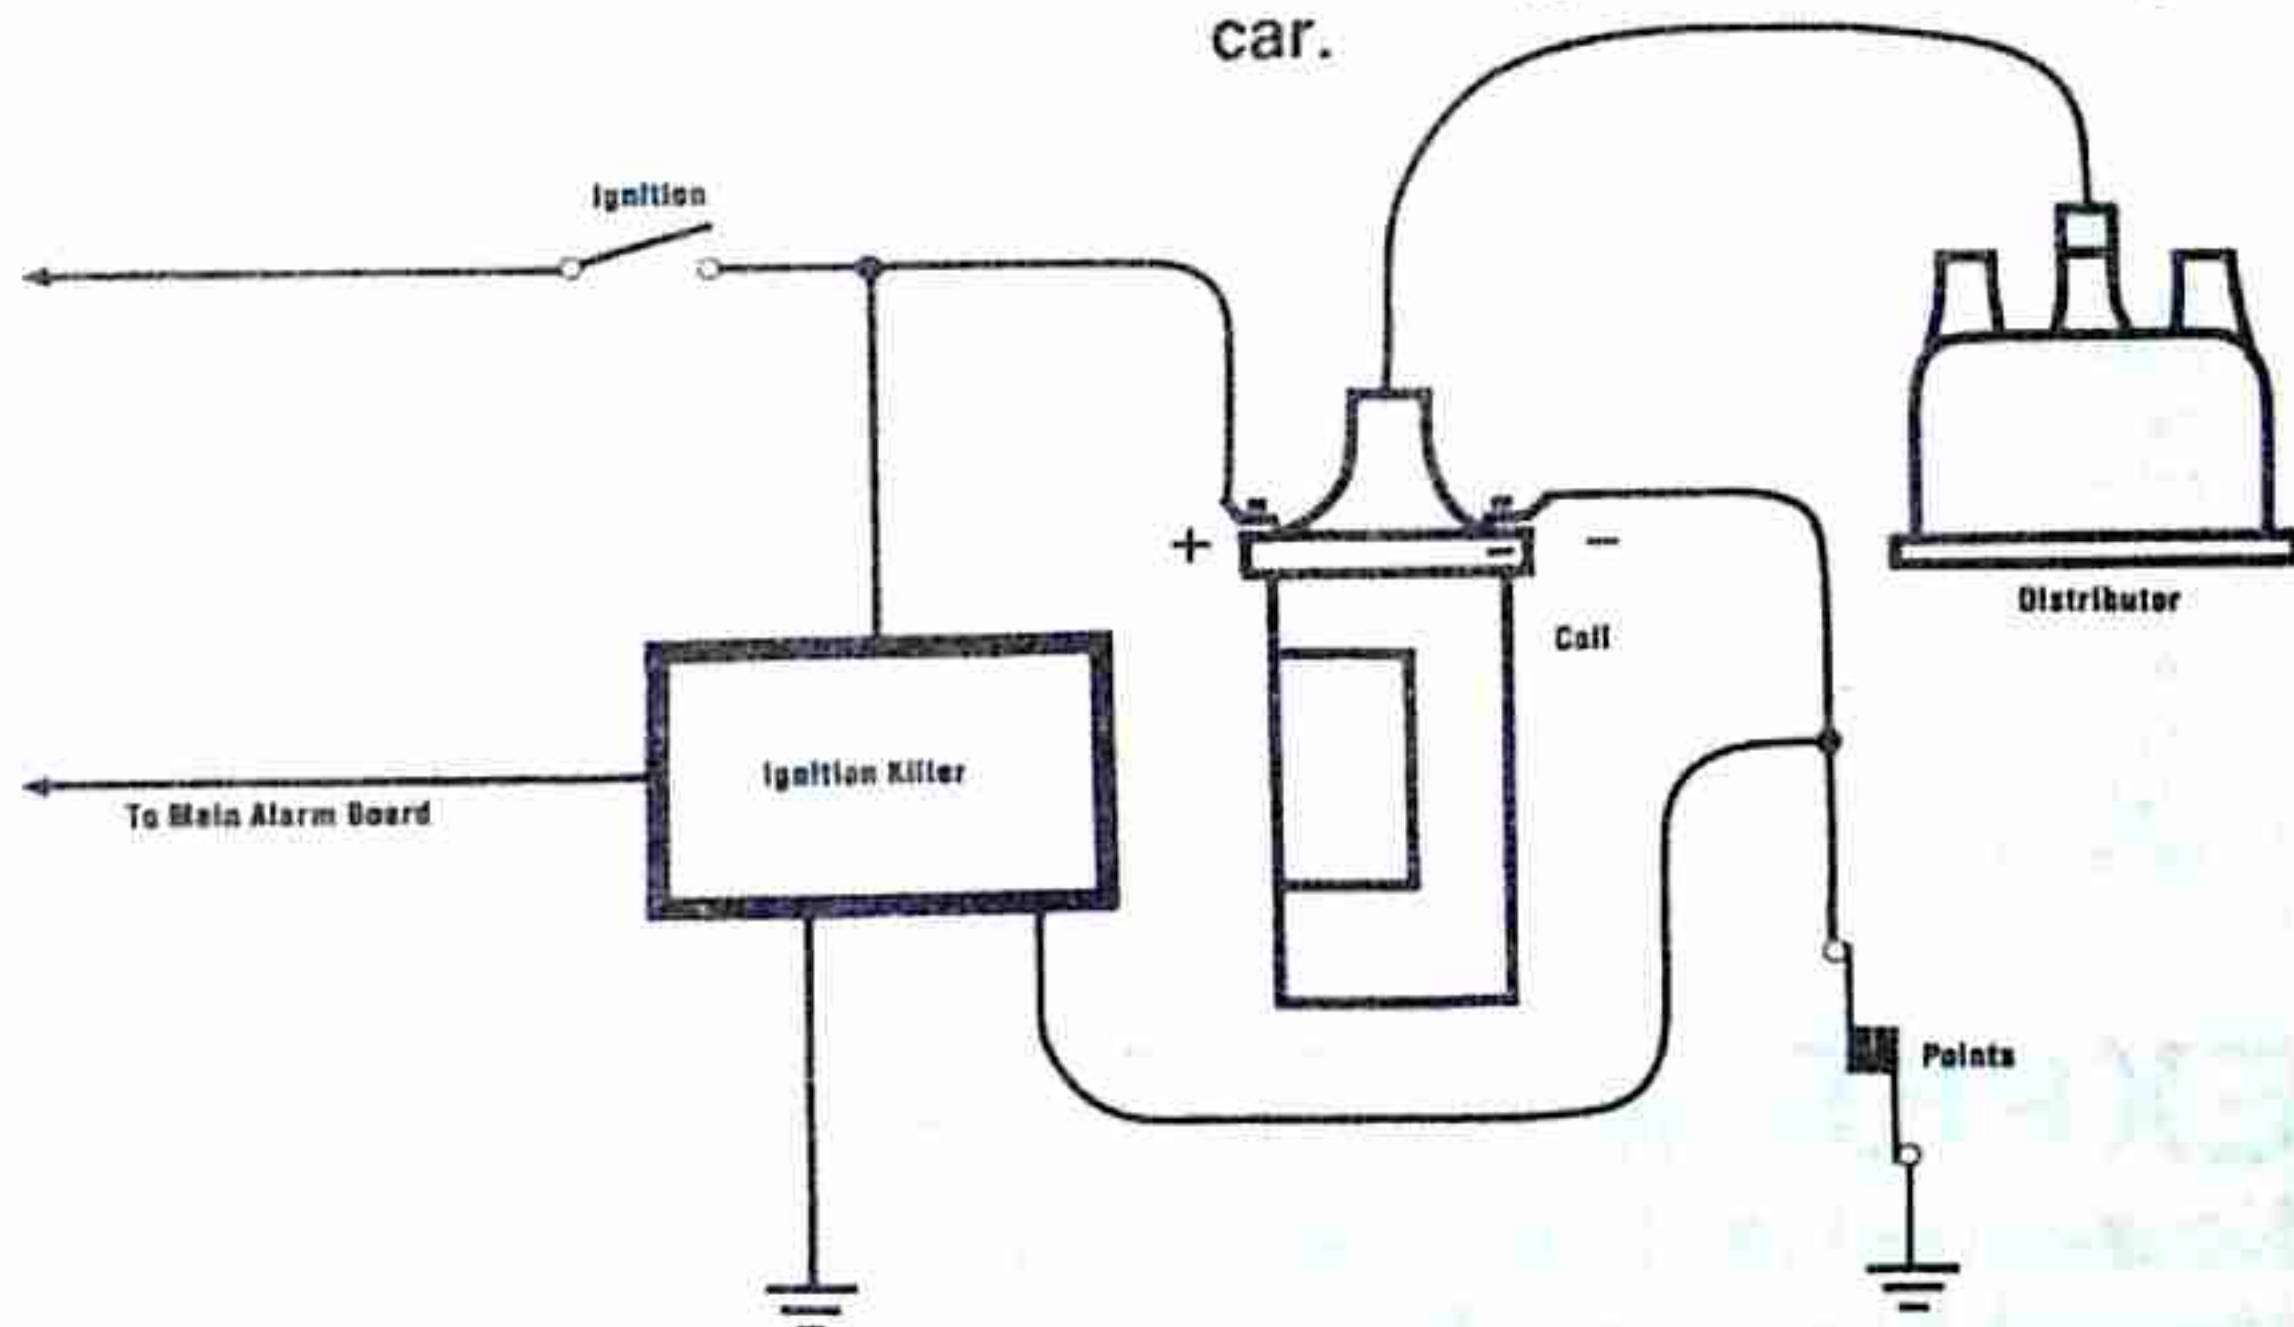 car.
Ignition
+
−
−
Distributor
Coil
Ignition Killer
To Main Alarm Board
Points